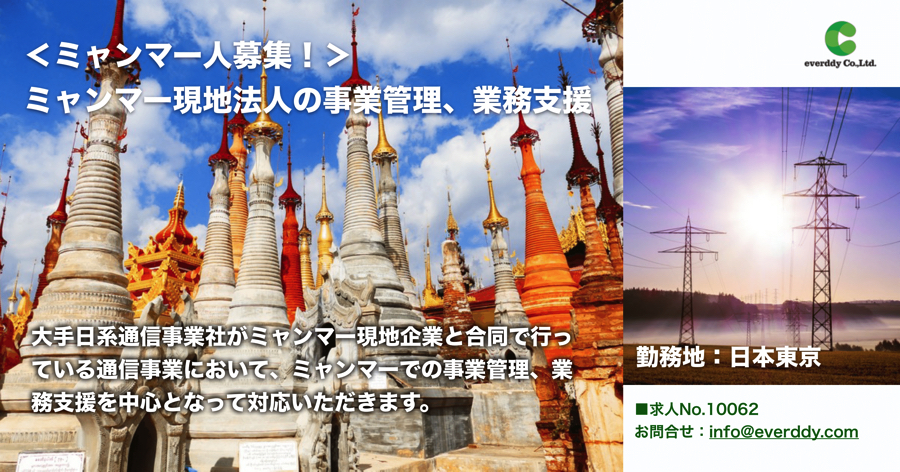 ＜ミャンマー人募集！＞
ミャンマー現地法人の事業管理、業務支援
everddy Co.,Ltd.
大手日系通信事業社がミャンマー現地企業と合同で行っ
ている通信事業において、ミャンマーでの事業管理、業
務支援を中心となって対応いただきます。
勤務地：日本東京
■求人No.10062
お問合せ：info@everddy.com